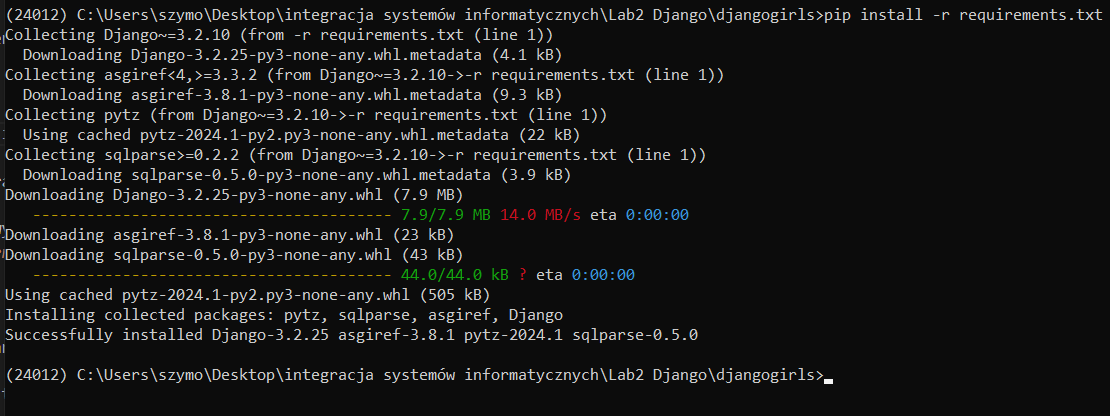 (24012) C:\Users\szymo\Desktop\integracja systemów informatycznych\Lab2 Django\djangogirls>pip install -r requirements.txt
Collecting Django~=3.2.10 (from -r requirements.txt (line 1))
  Downloading Django-3.2.25-py3-none-any.whl.metadata (4.1 kB)
Collecting asgiref<4,>=3.3.2 (from Django~=3.2.10->-r requirements.txt (line 1))
  Downloading asgiref-3.8.1-py3-none-any.whl.metadata (9.3 kB)
Collecting pytz (from Django~=3.2.10->-r requirements.txt (line 1))
  Using cached pytz-2024.1-py2.py3-none-any.whl.metadata (22 kB)
Collecting sqlparse>=0.2.2 (from Django~=3.2.10->-r requirements.txt (line 1))
  Downloading sqlparse-0.5.0-py3-none-any.whl.metadata (3.9 kB)
Downloading Django-3.2.25-py3-none-any.whl (7.9 MB)
   ---------------------------------------- 7.9/7.9 MB 14.0 MB/s eta 0:00:00
Downloading asgiref-3.8.1-py3-none-any.whl (23 kB)
Downloading sqlparse-0.5.0-py3-none-any.whl (43 kB)
   ---------------------------------------- 44.0/44.0 kB ? eta 0:00:00
Using cached pytz-2024.1-py2.py3-none-any.whl (505 kB)
Installing collected packages: pytz, sqlparse, asgiref, Django
Successfully installed Django-3.2.25 asgiref-3.8.1 pytz-2024.1 sqlparse-0.5.0
(24012) C:\Users\szymo\Desktop\integracja systemów informatycznych\Lab2 Django\djangogirls>